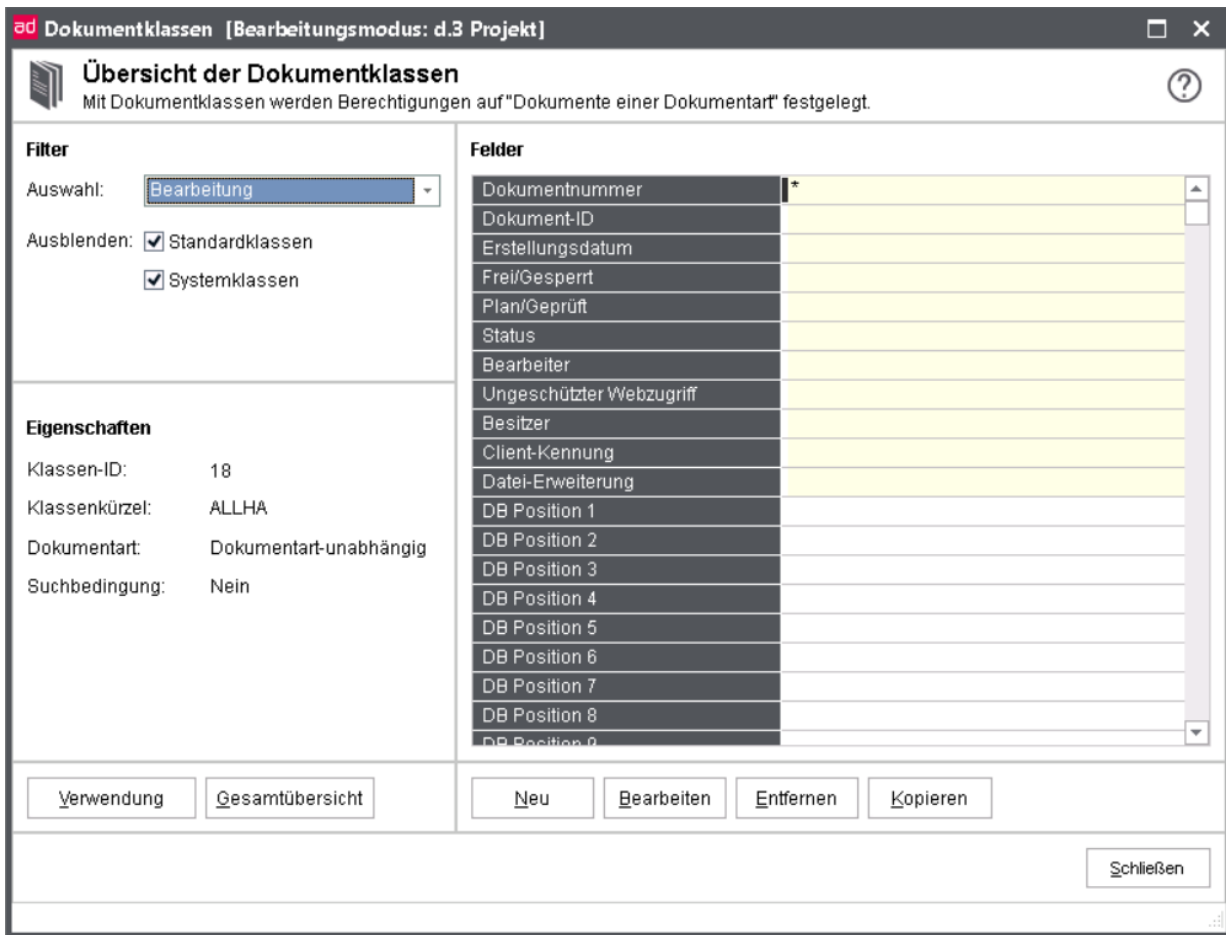 ad Dokumentklassen [Bearbeitungsmodus: d.3 Projekt]
Übersicht der Dokumentklassen
Mit Dokumentklassen werden Berechtigungen auf "Dokumente einer Dokumentart" festgelegt.
Filter
Auswahl: Bearbeitung
Ausblenden: Standardklassen
Systemklassen
Eigenschaften
Klassen-ID: 18
Klassenkürzel: ALLHA
Dokumentart: Dokumentart-unabhängig
Suchbedingung: Nein
Verwendung Gesamtübersicht
Felder
Dokumentnummer *
Dokument-ID
Erstellungsdatum
Frei/Gesperrt
Plan/Geprüft
Status
Bearbeiter
Ungeschützter Webzugriff
Besitzer
Client-Kennung
Datei-Erweiterung
DB Position 1
DB Position 2
DB Position 3
DB Position 4
DB Position 5
DB Position 6
DB Position 7
DB Position 8
DB Position 9
Neu Bearbeiten Entfernen Kopieren
Schließen